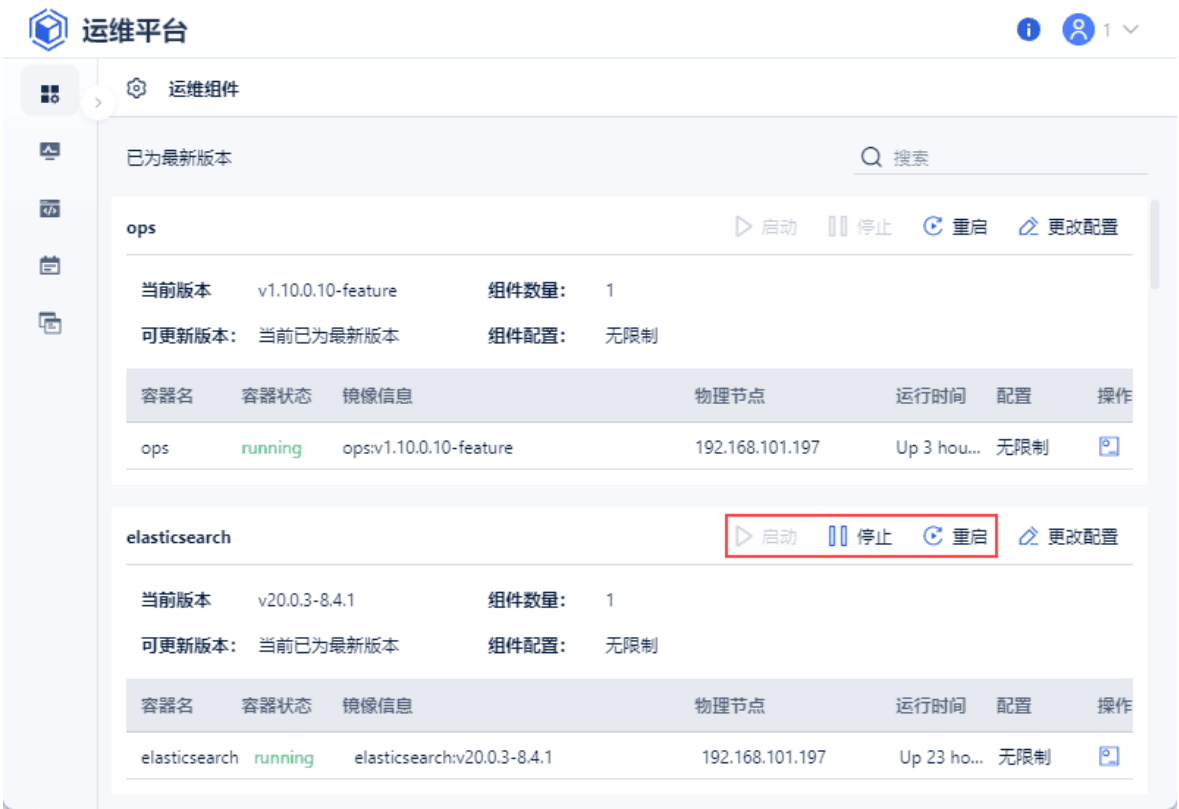 运维平台
i 1
运维组件
已为最新版本 搜索
ops 启动 停止 重启 更改配置
当前版本 v1.10.0.10-feature 组件数量： 1
可更新版本： 当前已为最新版本 组件配置： 无限制
容器名 容器状态 镜像信息 物理节点 运行时间 配置 操作
ops running ops:v1.10.0.10-feature 192.168.101.197 Up 3 hou... 无限制
elasticsearch 启动 停止 重启 更改配置
当前版本 v20.0.3-8.4.1 组件数量： 1
可更新版本： 当前已为最新版本 组件配置： 无限制
容器名 容器状态 镜像信息 物理节点 运行时间 配置 操作
elasticsearch running elasticsearch:v20.0.3-8.4.1 192.168.101.197 Up 23 ho... 无限制